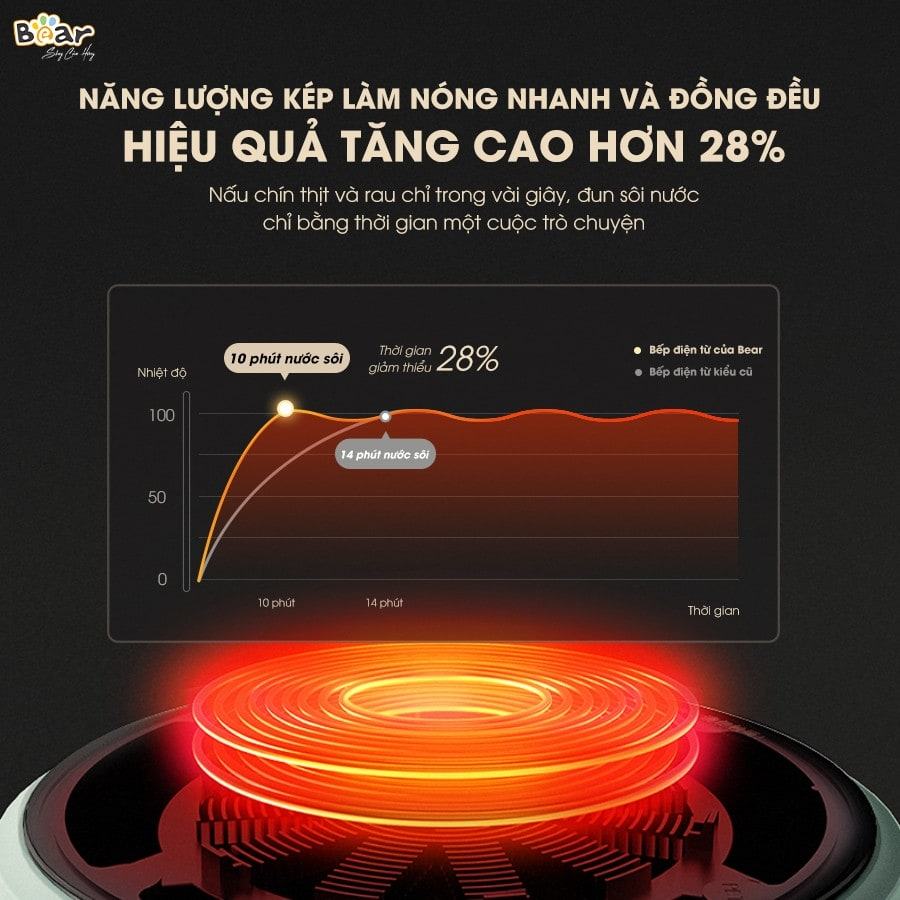 Bear
Sống Cảm Hứng
NĂNG LƯỢNG KÉP LÀM NÓNG NHANH VÀ ĐỒNG ĐỀU
HIỆU QUẢ TĂNG CAO HƠN 28%
Nấu chín thịt và rau chỉ trong vài giây, đun sôi nước
chỉ bằng thời gian một cuộc trò chuyện
10 phút nước sôi
Thời gian
giảm thiểu 28%
Bếp điện từ của Bear
Bếp điện từ kiểu cũ
Nhiệt độ
100
14 phút nước sôi
50
0
10 phút
14 phút
Thời gian